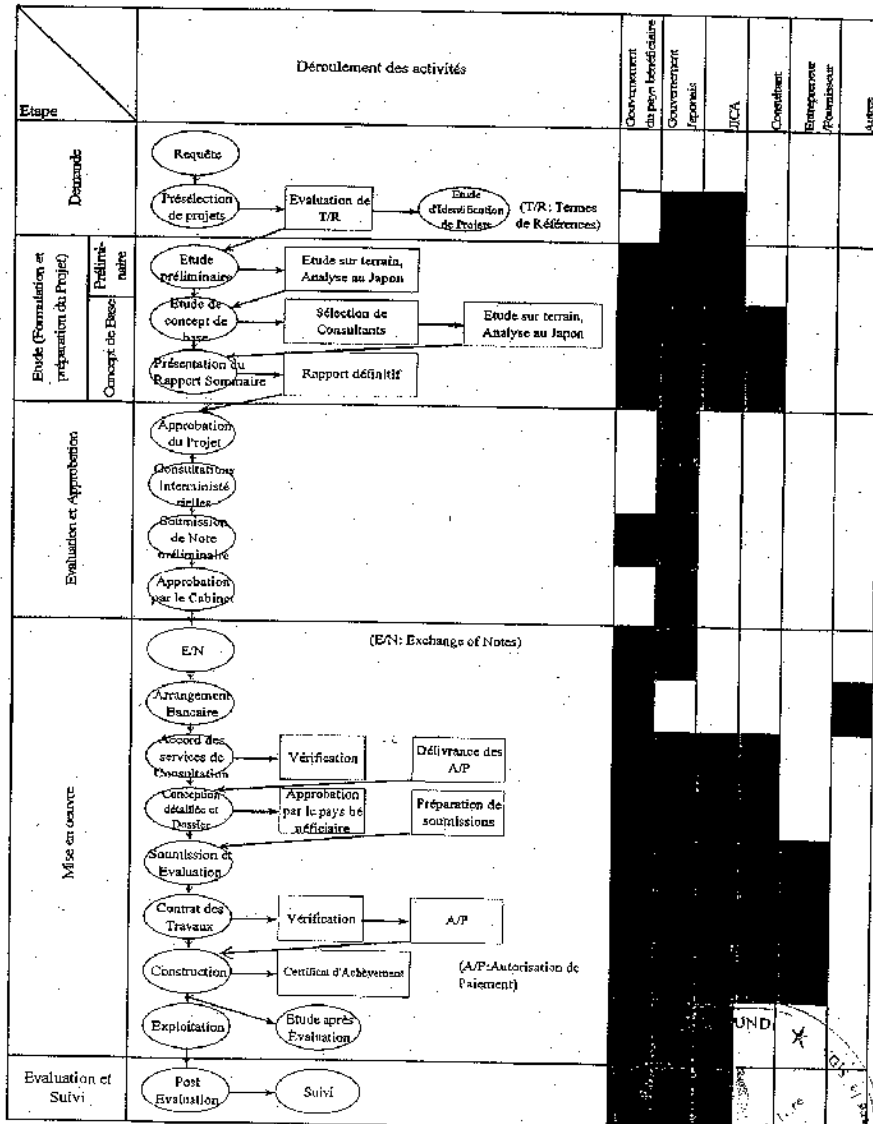 Etape
Déroulement des activités
Gouvernement
du pays bénéficiaire
Gouvernement
Japonais
JICA
Consultant
Entrepreneur
/Fournisseur
Autres
Demande
Requête
Présélection
de projets
Evaluation de
T/R
Etude
d'Identification
de Projets
(T/R: Termes
de Références)
Etude (Formulation et
préparation du Projet)
Prélimi-
naire
Etude
préliminaire
Etude sur terrain,
Analyse au Japon
Concept de Base
Etude de
concept de
base
Sélection de
Consultants
Etude sur terrain,
Analyse au Japon
Présentation du
Rapport Sommaire
Rapport définitif
Evaluation et Approbation
Approbation
du Projet
Consultations
Interministé
rielles
Soumission
de Note
préliminaire
Approbation
par le Cabinet
Mise en oeuvre
E/N
(E/N: Exchange of Notes)
Arrangement
Bancaire
Accord des
services de
Consultation
Vérification
Délivrance des
A/P
Conception
détaillée et
Dossier
Approbation
par le pays bé
néficiaire
Préparation de
soumissions
Soumission et
Evaluation
Contrat des
Travaux
Vérification
A/P
Construction
Certificat d'Achèvement
(A/P:Autorisation de
Paiement)
Exploitation
Etude après
Evaluation
Evaluation et
Suivi
Post
Evaluation
Suivi
UND